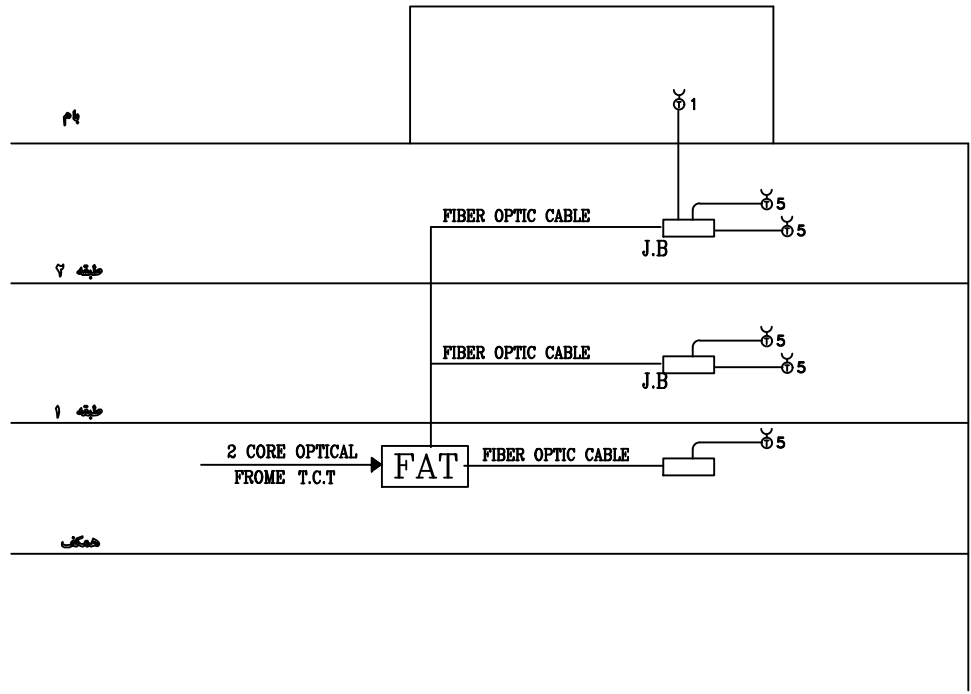 بام
1
FIBER OPTIC CABLE
T 5
T 5
J.B
طبقه ۲
FIBER OPTIC CABLE
T 5
T 5
J.B
طبقه ۱
2 CORE OPTICAL
FROME T.C.T
FAT
FIBER OPTIC CABLE
T 5
همکف